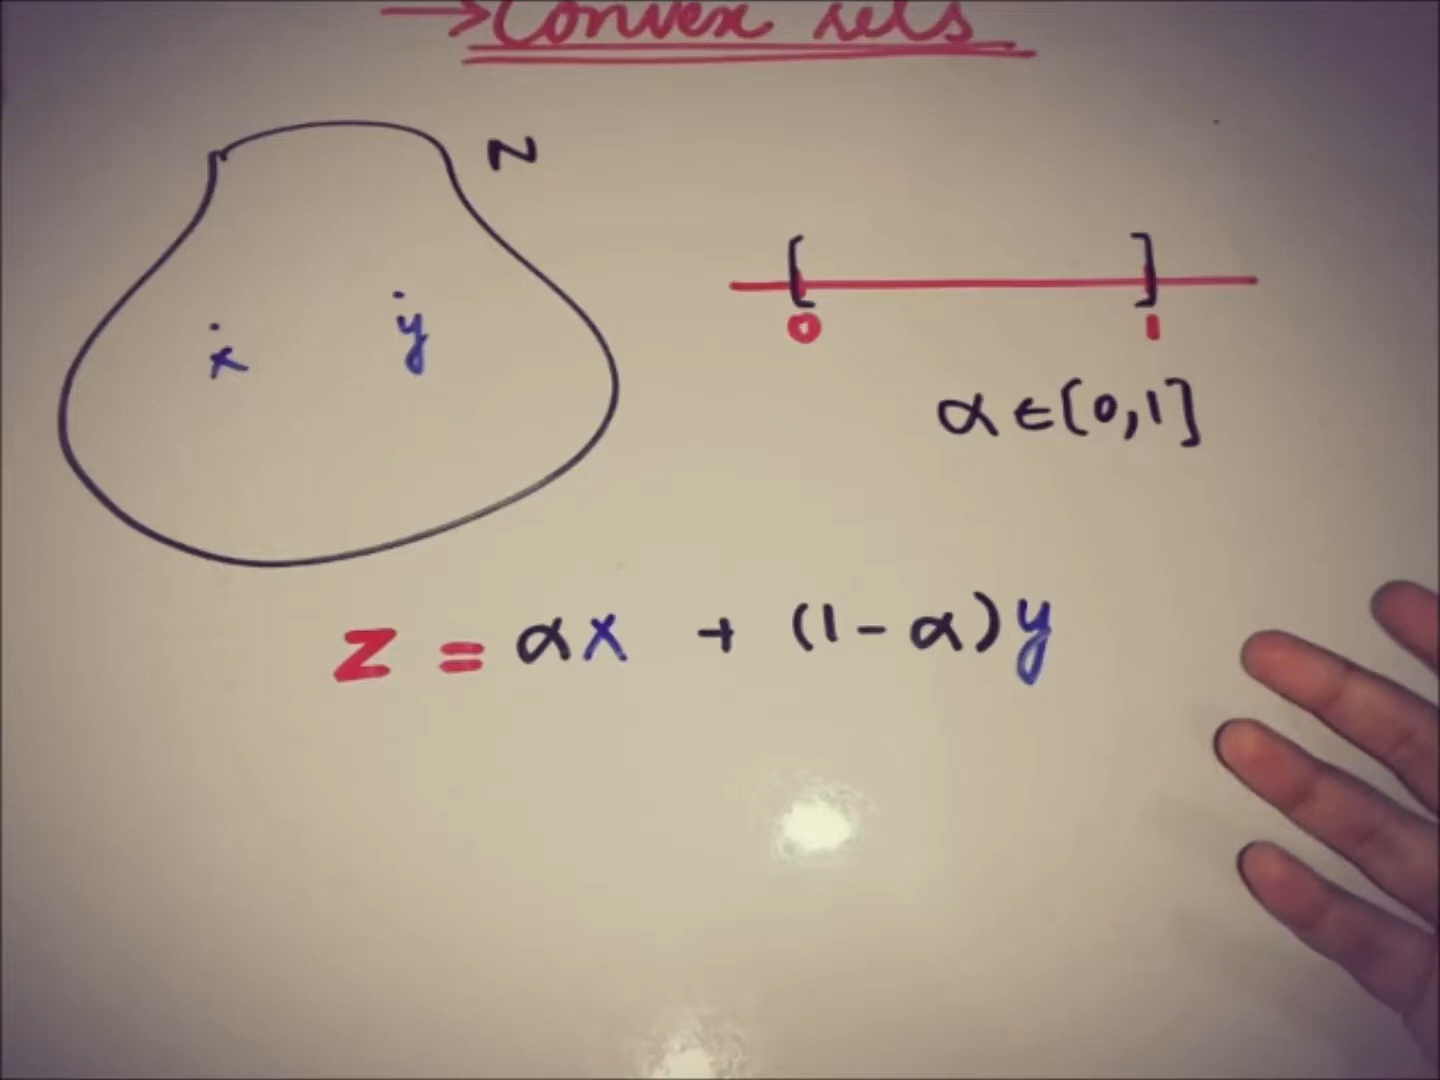 →Convex sets
N
x
y
0 1
α ∈ [0,1]
z = αx + (1-α)y